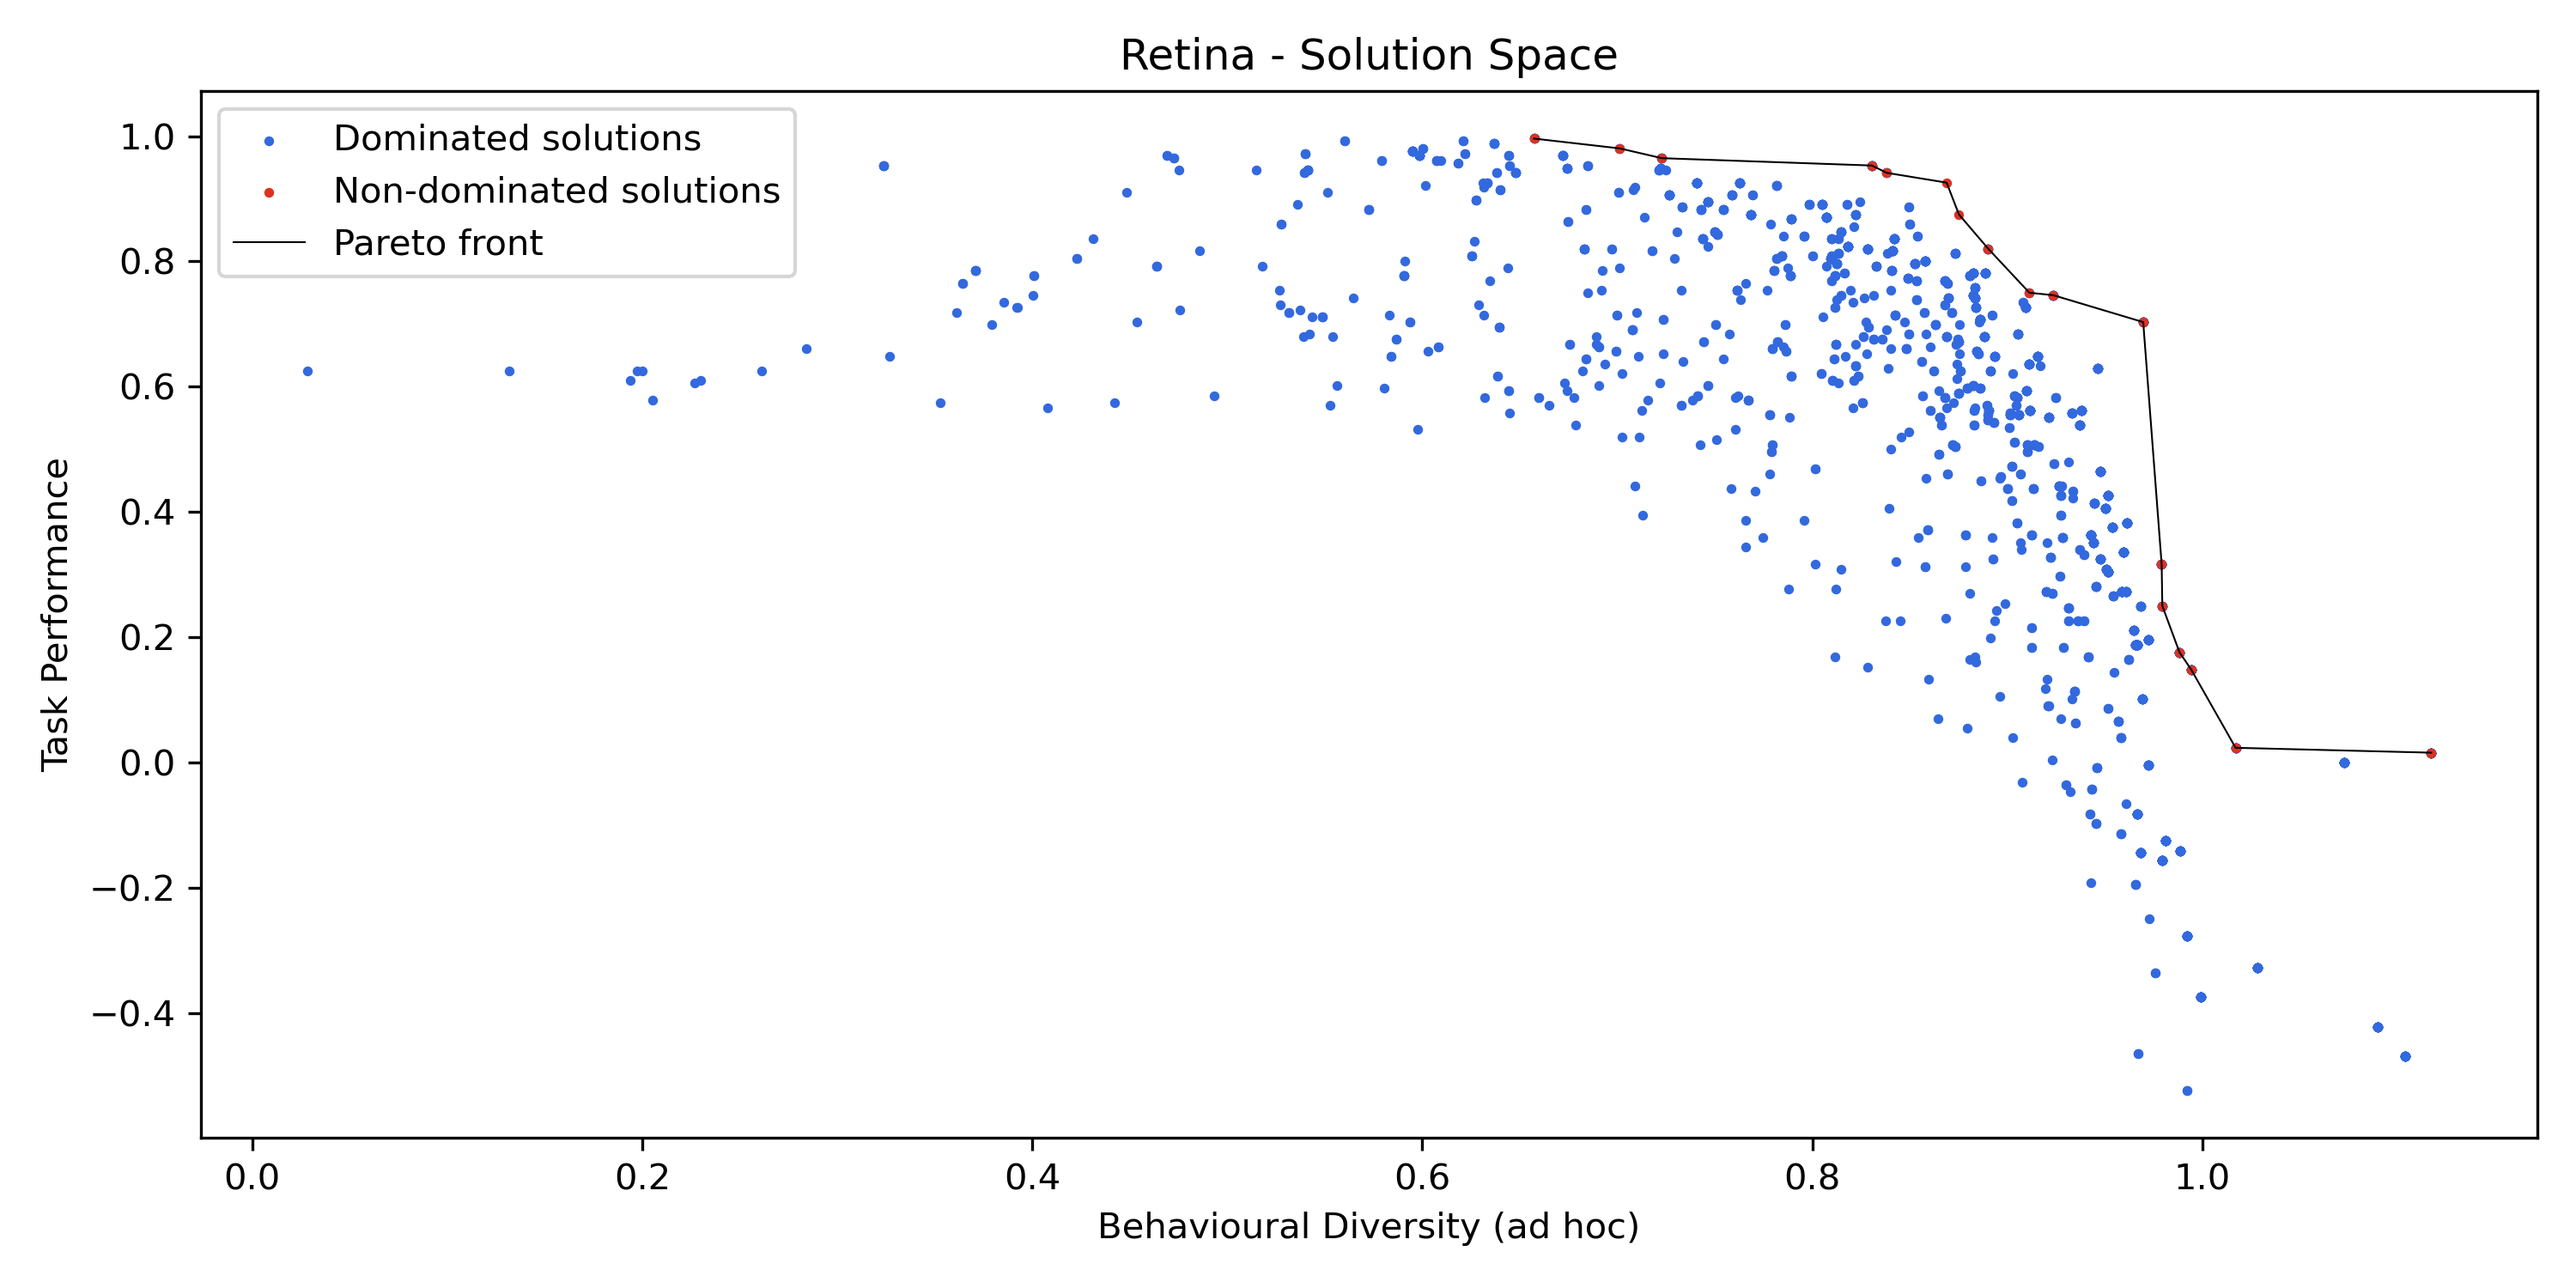 Retina - Solution Space
Dominated solutions
Non-dominated solutions
Pareto front
1.0
0.8
0.6
0.4
0.2
0.0
−0.2
−0.4
Task Performance
0.0 0.2 0.4 0.6 0.8 1.0
Behavioural Diversity (ad hoc)